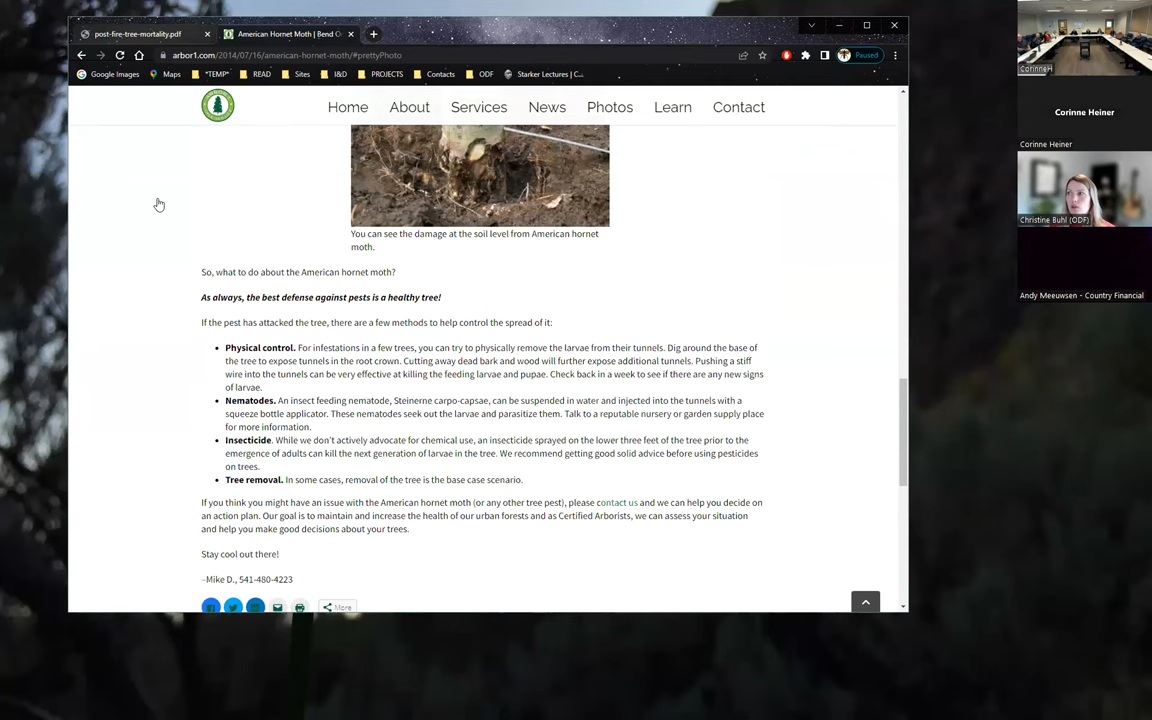 post-fire-tree-mortality.pdf
American Hornet Moth | Bend O
arbor1.com/2014/07/16/american-hornet-moth/#prettyPhoto
Paused
Google Images Maps *TEMP* READ Sites I&D PROJECTS Contacts ODF Starker Lectures | C...
Home About Services News Photos Learn Contact
You can see the damage at the soil level from American hornet
moth.
So, what to do about the American hornet moth?
As always, the best defense against pests is a healthy tree!
If the pest has attacked the tree, there are a few methods to help control the spread of it:
Physical control. For infestations in a few trees, you can try to physically remove the larvae from their tunnels. Dig around the base of
the tree to expose tunnels in the root crown. Cutting away dead bark and wood will further expose additional tunnels. Pushing a stiff
wire into the tunnels can be very effective at killing the feeding larvae and pupae. Check back in a week to see if there are any new signs
of larvae.
Nematodes. An insect feeding nematode, Steinerne carpo-capsae, can be suspended in water and injected into the tunnels with a
squeeze bottle applicator. These nematodes seek out the larvae and parasitize them. Talk to a reputable nursery or garden supply place
for more information.
Insecticide. While we don't actively advocate for chemical use, an insecticide sprayed on the lower three feet of the tree prior to the
emergence of adults can kill the next generation of larvae in the tree. We recommend getting good solid advice before using pesticides
on trees.
Tree removal. In some cases, removal of the tree is the base case scenario.
If you think you might have an issue with the American hornet moth (or any other tree pest), please contact us and we can help you decide on
an action plan. Our goal is to maintain and increase the health of our urban forests and as Certified Arborists, we can assess your situation
and help you make good decisions about your trees.
Stay cool out there!
–Mike D., 541-480-4223
More
CorinneH
Corinne Heiner
Corinne Heiner
Christine Buhl (ODF)
Andy Meeuwsen - Country Financial